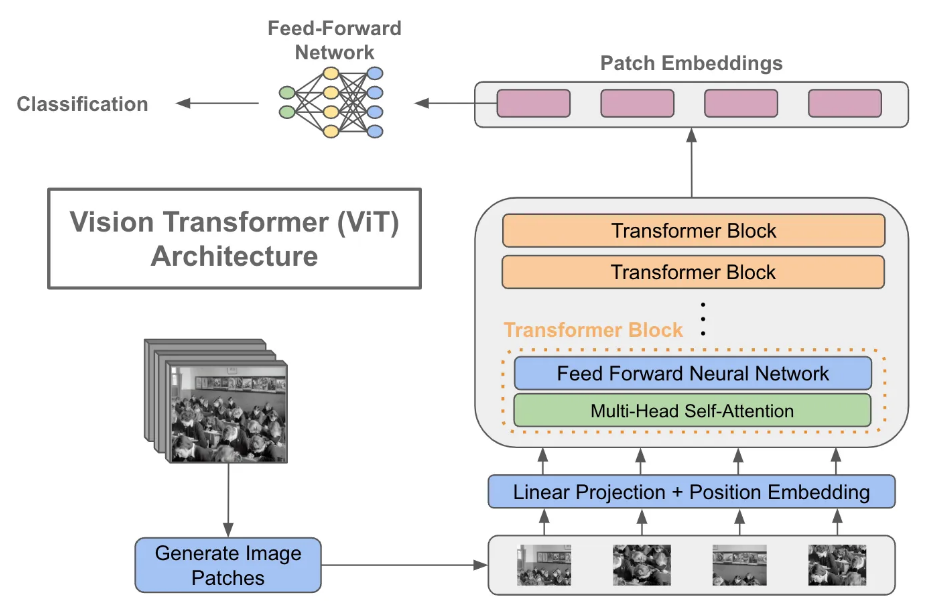 Feed-Forward
Network
Patch Embeddings
Classification
Vision Transformer (ViT)
Architecture
Transformer Block
Transformer Block
Transformer Block
Feed Forward Neural Network
Multi-Head Self-Attention
Linear Projection + Position Embedding
Generate Image
Patches